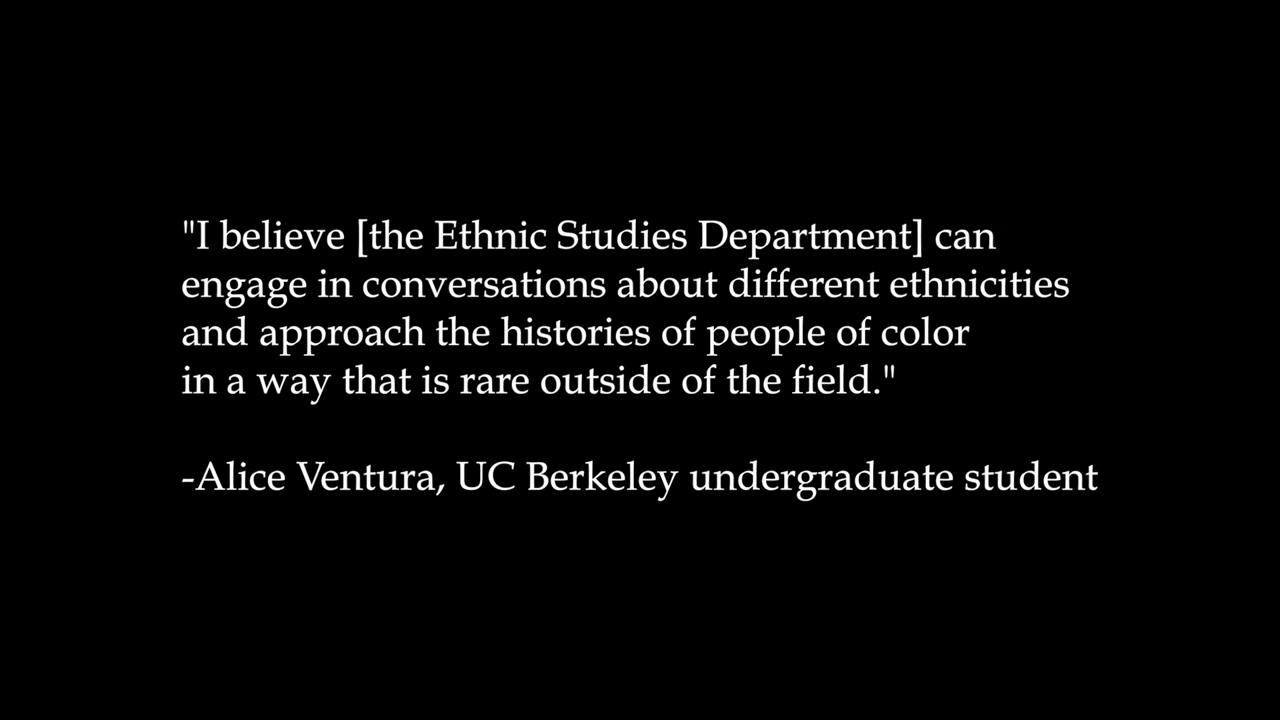 "I believe [the Ethnic Studies Department] can
engage in conversations about different ethnicities
and approach the histories of people of color
in a way that is rare outside of the field."
-Alice Ventura, UC Berkeley undergraduate student